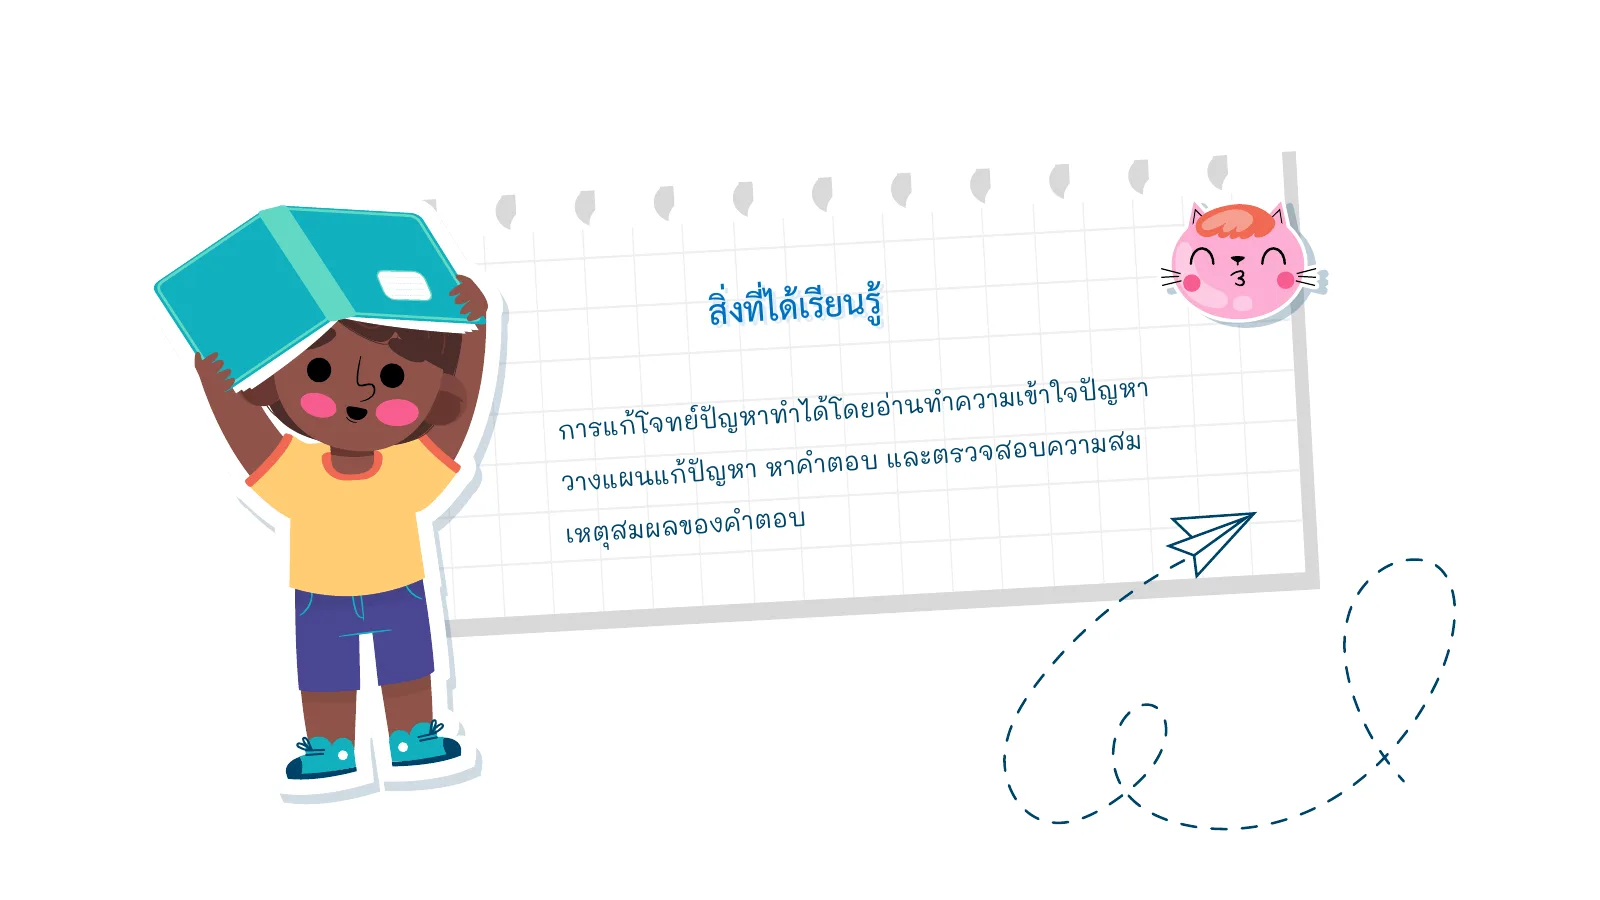 สิ่งที่ได้เรียนรู้
การแก้โจทย์ปัญหาทำได้โดยอ่านทำความเข้าใจปัญหา
วางแผนแก้ปัญหา หาคำตอบ และตรวจสอบความสม
เหตุสมผลของคำตอบ